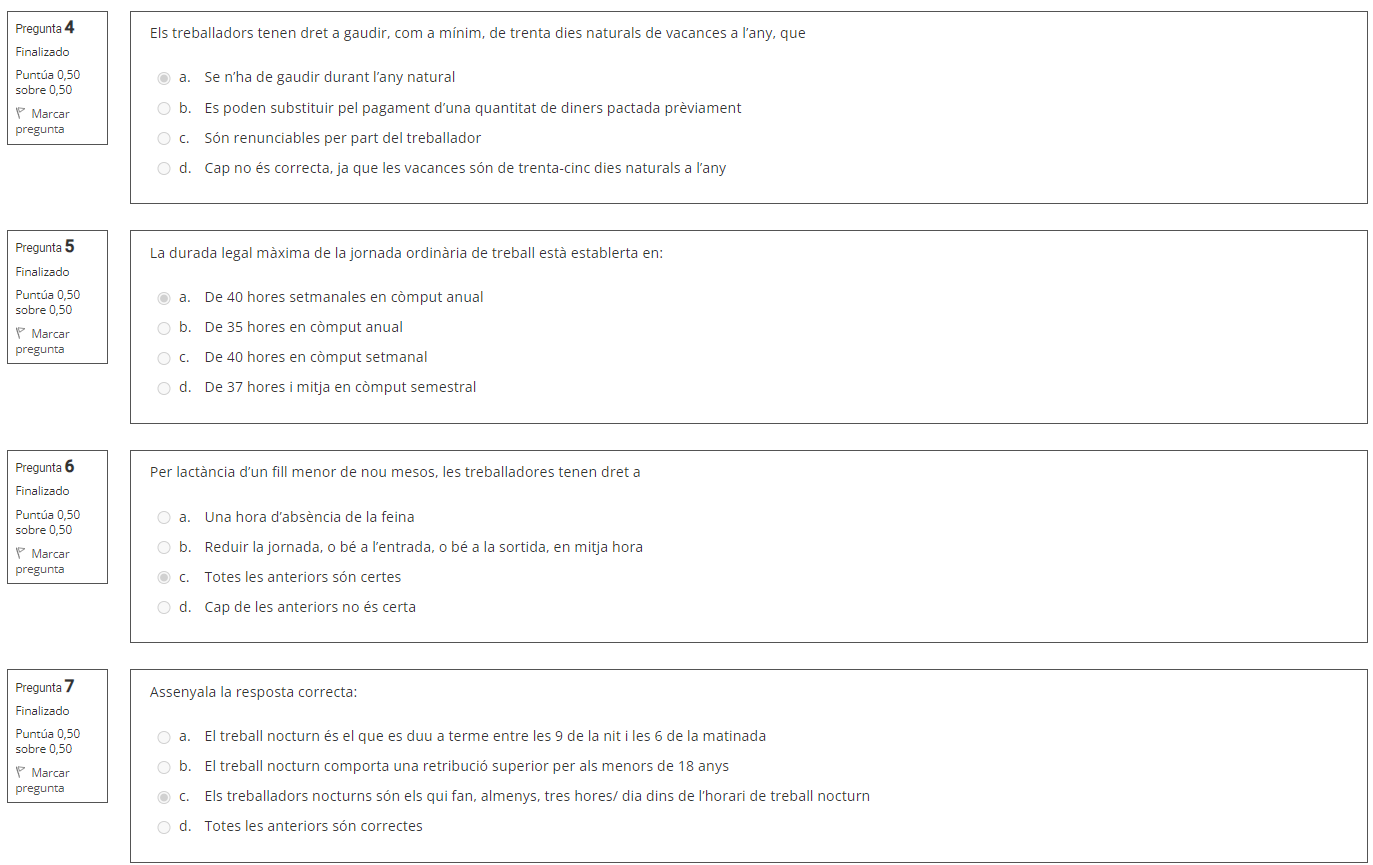 Pregunta 4
Finalizado
Puntúa 0,50
sobre 0,50
Marcar
pregunta
Els treballadors tenen dret a gaudir, com a mínim, de trenta dies naturals de vacances a l’any, que
a. Se n’ha de gaudir durant l’any natural
b. Es poden substituir pel pagament d’una quantitat de diners pactada prèviament
c. Són renunciables per part del treballador
d. Cap no és correcta, ja que les vacances són de trenta-cinc dies naturals a l’any
Pregunta 5
Finalizado
Puntúa 0,50
sobre 0,50
Marcar
pregunta
La durada legal màxima de la jornada ordinària de treball està establerta en:
a. De 40 hores setmanales en còmput anual
b. De 35 hores en còmput anual
c. De 40 hores en còmput setmanal
d. De 37 hores i mitja en còmput semestral
Pregunta 6
Finalizado
Puntúa 0,50
sobre 0,50
Marcar
pregunta
Per lactància d’un fill menor de nou mesos, les treballadores tenen dret a
a. Una hora d’absència de la feina
b. Reduir la jornada, o bé a l’entrada, o bé a la sortida, en mitja hora
c. Totes les anteriors són certes
d. Cap de les anteriors no és certa
Pregunta 7
Finalizado
Puntúa 0,50
sobre 0,50
Marcar
pregunta
Assenyala la resposta correcta:
a. El treball nocturn és el que es duu a terme entre les 9 de la nit i les 6 de la matinada
b. El treball nocturn comporta una retribució superior per als menors de 18 anys
c. Els treballadors nocturns són els qui fan, almenys, tres hores/ dia dins de l’horari de treball nocturn
d. Totes les anteriors són correctes